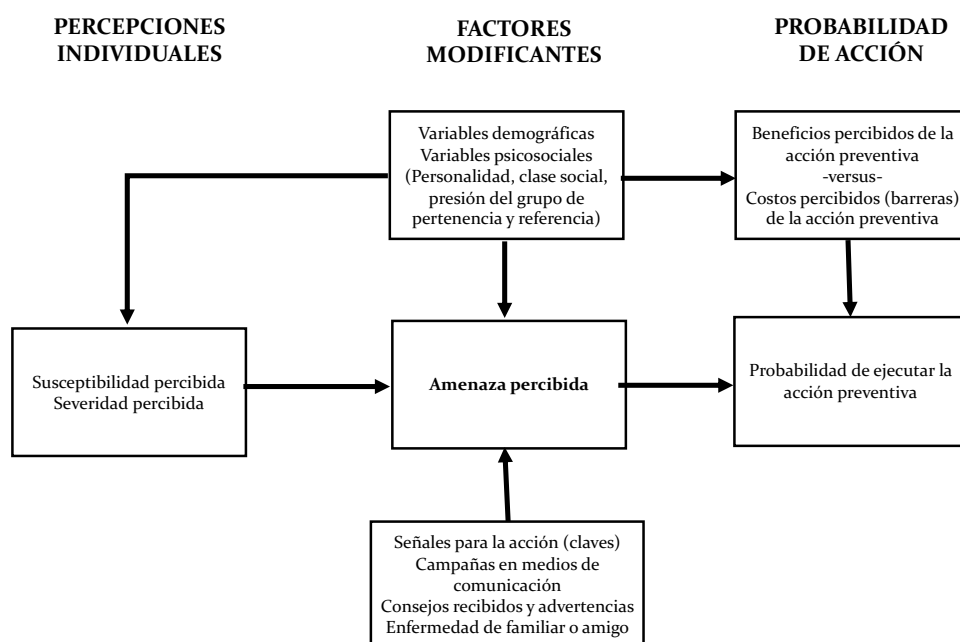 PERCEPCIONES
INDIVIDUALES
FACTORES
MODIFICANTES
PROBABILIDAD
DE ACCIÓN
Variables demográficas
Variables psicosociales
(Personalidad, clase social,
presión del grupo de
pertenencia y referencia)
Beneficios percibidos de la
acción preventiva
-versus-
Costos percibidos (barreras)
de la acción preventiva
Susceptibilidad percibida
Severidad percibida
Amenaza percibida
Probabilidad de ejecutar la
acción preventiva
Señales para la acción (claves)
Campañas en medios de
comunicación
Consejos recibidos y advertencias
Enfermedad de familiar o amigo